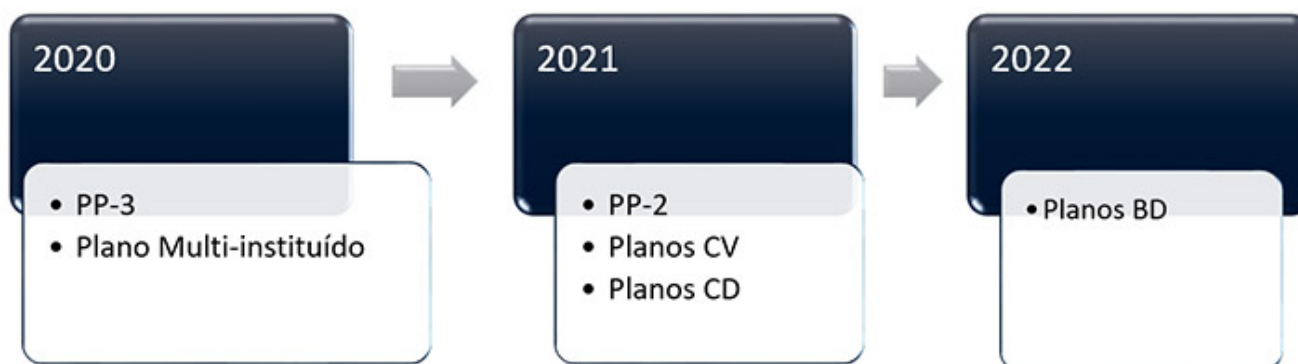 2020
• PP-3
• Plano Multi-instituído
2021
• PP-2
• Planos CV
• Planos CD
2022
• Planos BD